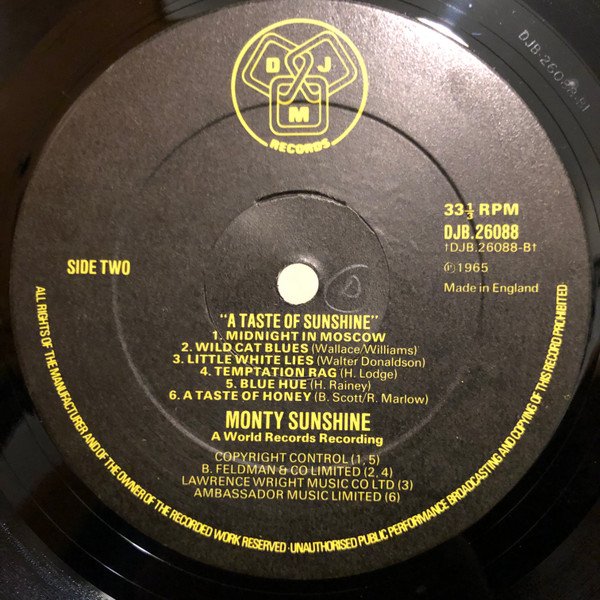 D J
M
RECORDS
DJB-26088-B1
33⅓ RPM
DJB.26088
†DJB.26088-B†
℗1965
Made in England
SIDE TWO
"A TASTE OF SUNSHINE"
1. MIDNIGHT IN MOSCOW
2. WILD CAT BLUES (Wallace/Williams)
3. LITTLE WHITE LIES (Walter Donaldson)
4. TEMPTATION RAG (H. Lodge)
5. BLUE HUE (H. Rainey)
6. A TASTE OF HONEY (B. Scott/R. Marlow)
MONTY SUNSHINE
A World Records Recording
COPYRIGHT CONTROL (1, 5)
B. FELDMAN & CO LIMITED (2, 4)
LAWRENCE WRIGHT MUSIC CO LTD (3)
AMBASSADOR MUSIC LIMITED (6)
ALL RIGHTS OF THE MANUFACTURER AND OF THE OWNER OF THE RECORDED WORK RESERVED·UNAUTHORISED PUBLIC PERFORMANCE BROADCASTING AND COPYING OF THIS RECORD PROHIBITED